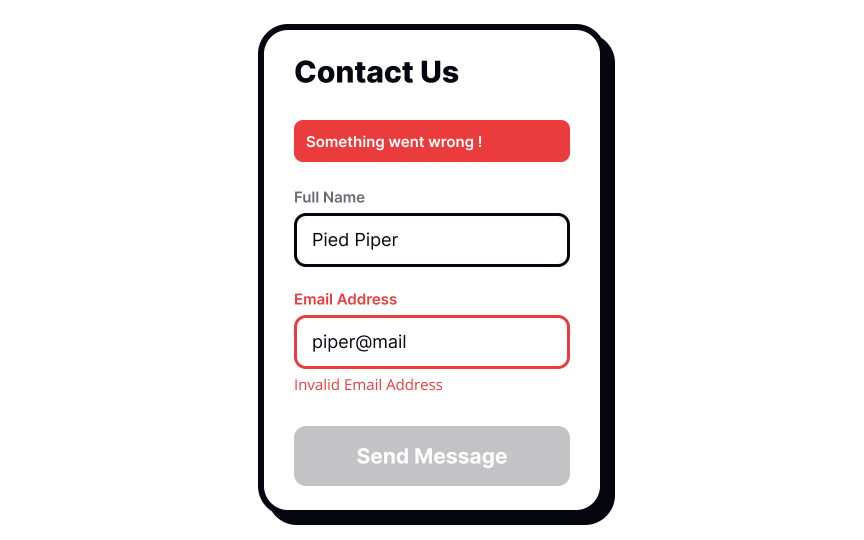 Contact Us
Something went wrong !
Full Name
Pied Piper
Email Address
piper@mail
Invalid Email Address
Send Message